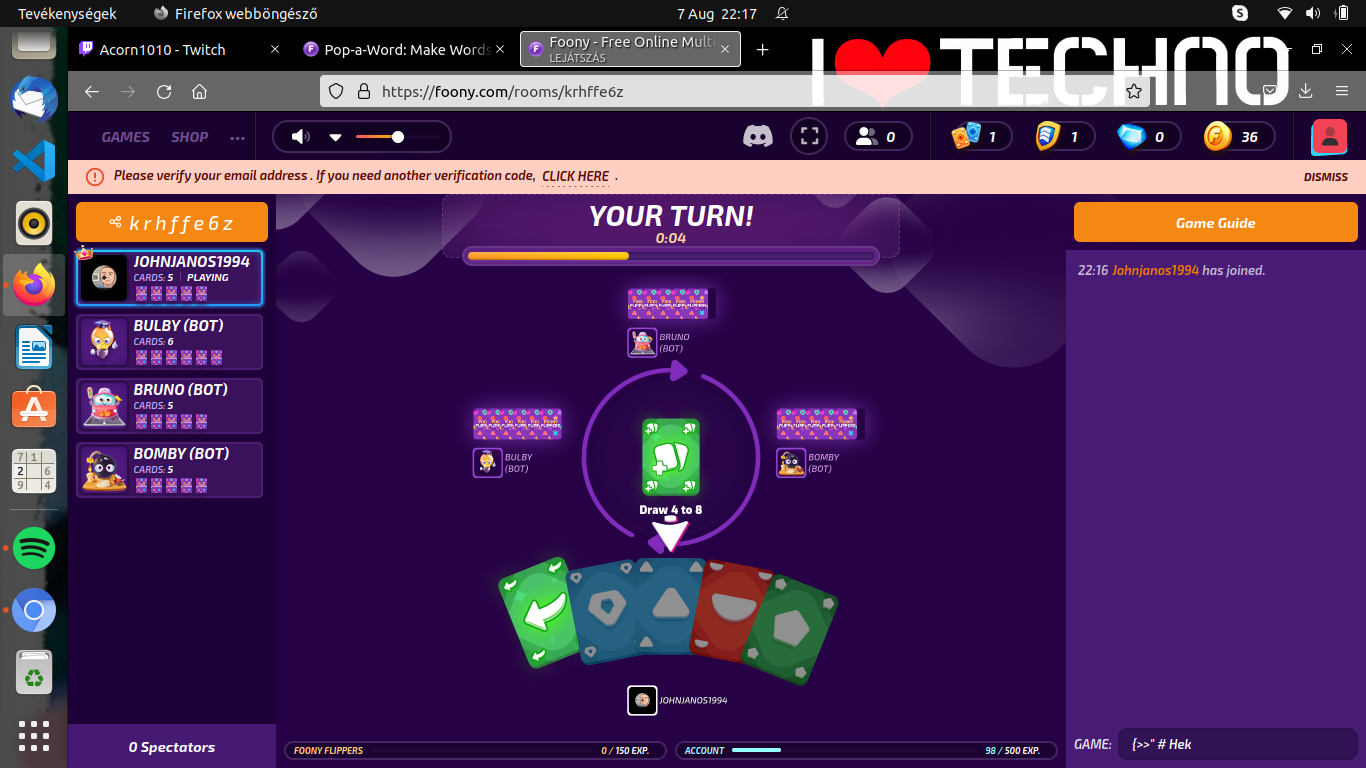 Tevékenységek
Firefox webböngésző
7 Aug 22:17
Acorn1010 - Twitch
Pop-a-Word: Make Words
Foony - Free Online Multi
LEJÁTSZÁS
I TECHNO
https://foony.com/rooms/krhffe6z
GAMES
SHOP
...
0
1
1
0
36
Please verify your email address . If you need another verification code, CLICK HERE .
DISMISS
krhffe6z
JOHNJANOS1994
CARDS: 5 PLAYING
BULBY (BOT)
CARDS: 6
BRUNO (BOT)
CARDS: 5
BOMBY (BOT)
CARDS: 5
0 Spectators
YOUR TURN!
0:04
BRUNO
(BOT)
BULBY
(BOT)
BOMBY
(BOT)
Draw 4 to 8
JOHNJANOS1994
FOONY FLIPPERS
0 / 150 EXP.
ACCOUNT
98 / 500 EXP.
Game Guide
22:16 Johnjanos1994 has joined.
GAME:
{>>" # Hek